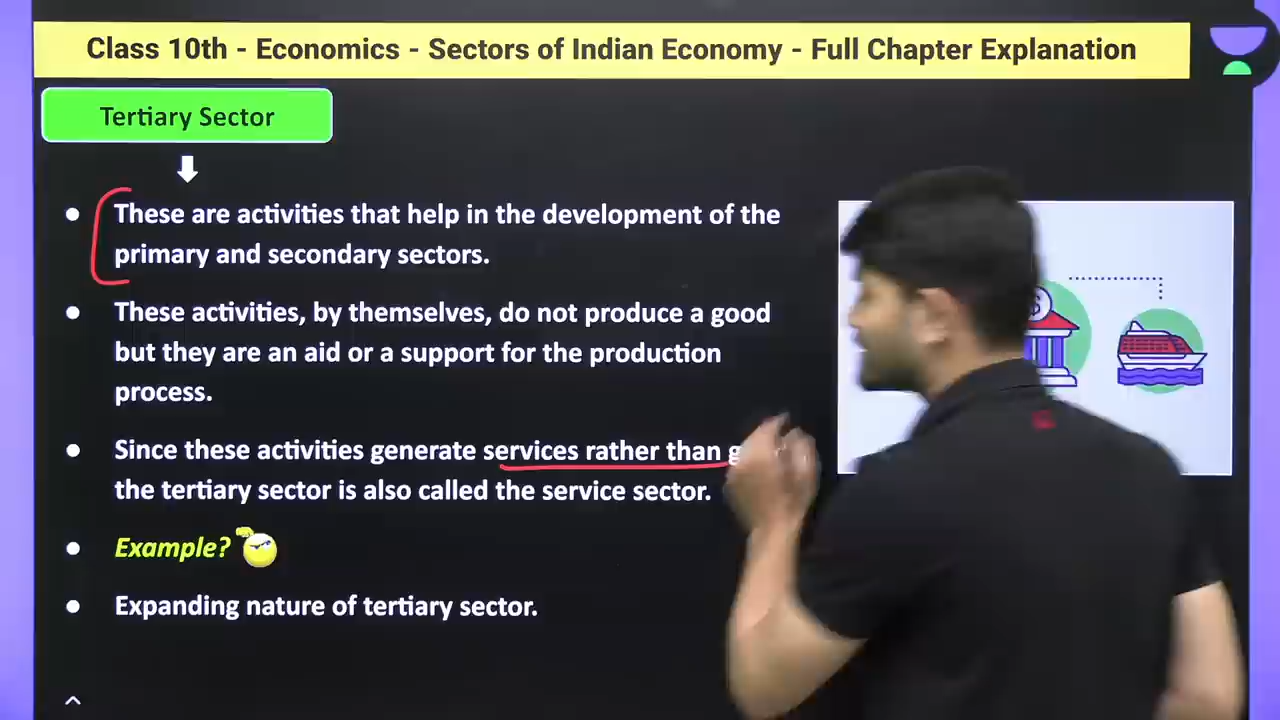 Class 10th - Economics - Sectors of Indian Economy - Full Chapter Explanation
Tertiary Sector
These are activities that help in the development of the
primary and secondary sectors.
These activities, by themselves, do not produce a good
but they are an aid or a support for the production
process.
Since these activities generate services rather than
the tertiary sector is also called the service sector.
Example?
Expanding nature of tertiary sector.
$